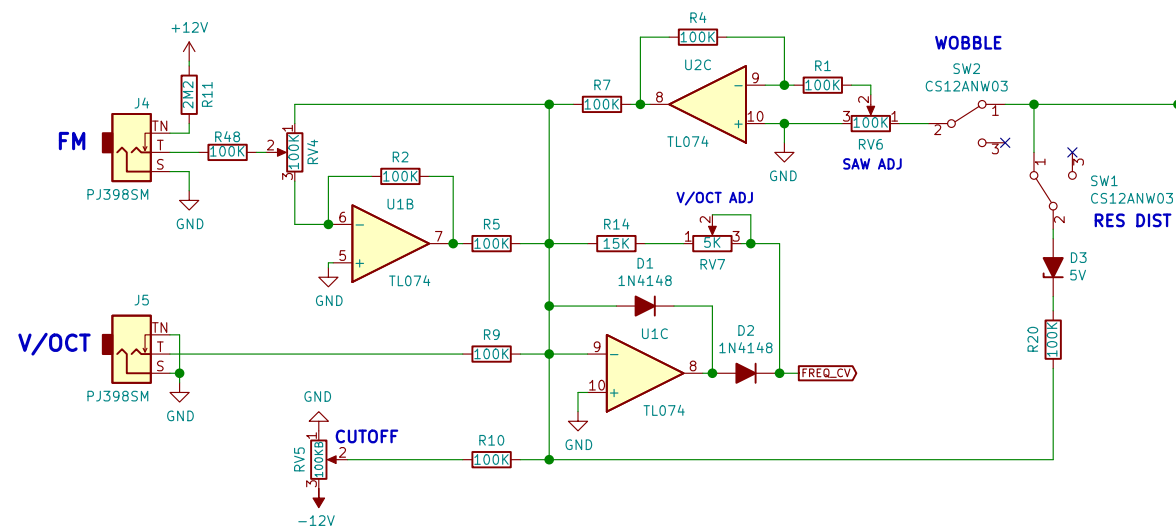 +12V
R11
2M2
J4
TN
T
S
FM
PJ398SM
GND
R48
100K
2
1
100K
3
RV4
R2
100K
U1B
6
5
7
TL074
GND
R5
100K
R4
100K
U2C
R7
100K
8
9
10
TL074
GND
R1
100K
2
3
100K
1
RV6
SAW ADJ
WOBBLE
SW2
CS12ANW03
1
2
3
1
3
SW1
CS12ANW03
2
RES DIST
V/OCT ADJ
R14
15K
1
2
5K
3
RV7
D1
1N4148
D3
5V
J5
TN
T
S
V/OCT
PJ398SM
GND
R9
100K
U1C
9
10
8
TL074
GND
D2
1N4148
FREQ_CV
R20
100K
GND
CUTOFF
RV5
1
100KB
2
3
-12V
R10
100K